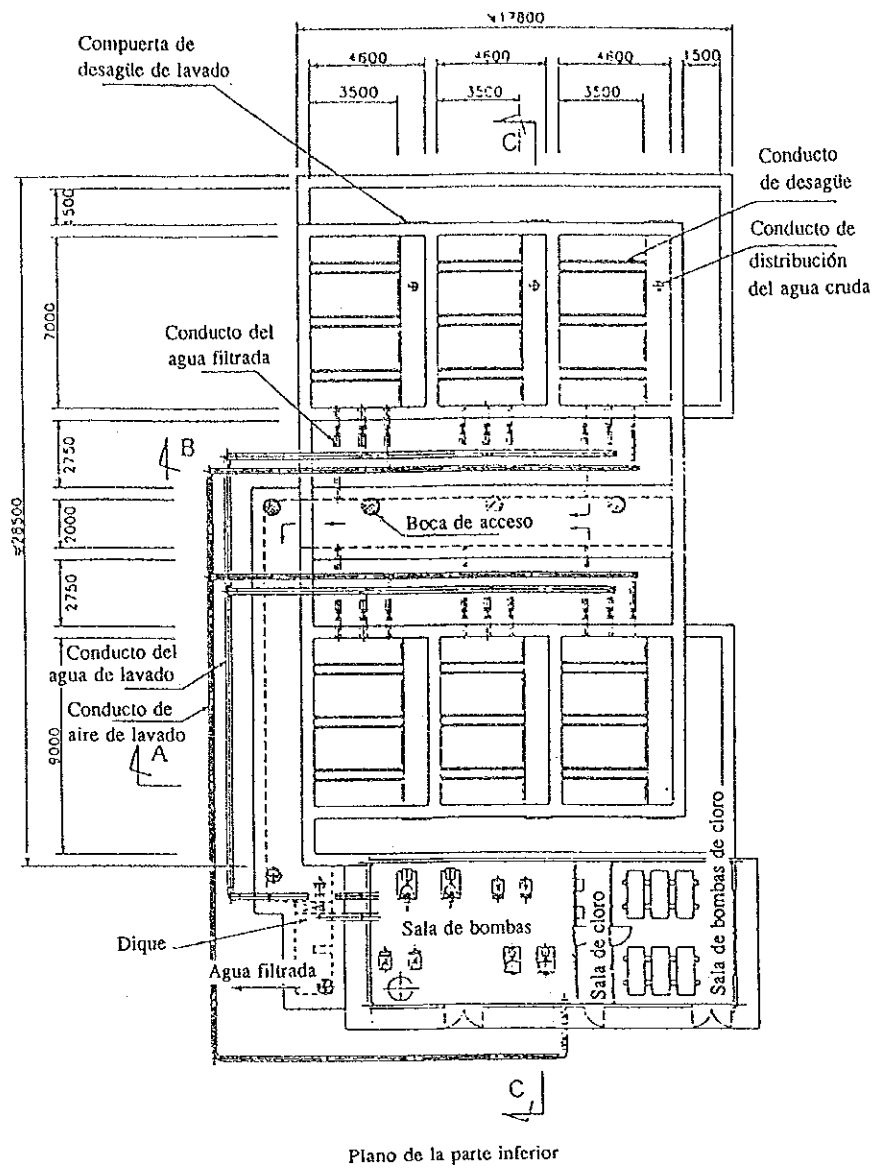 17800
Compuerta de
desagüe de lavado
4600
4600
4600
1500
3500
3500
3500
C
Conducto
de desagüe
Conducto de
distribución
del agua cruda
1500
7000
Conducto del
agua filtrada
B
2750
28500
2000
Boca de acceso
2750
Conducto del
agua de lavado
Conducto de
aire de lavado
A
9000
Sala de bombas
Sala de cloro
Sala de bombas de cloro
Dique
Agua filtrada
C
Plano de la parte inferior